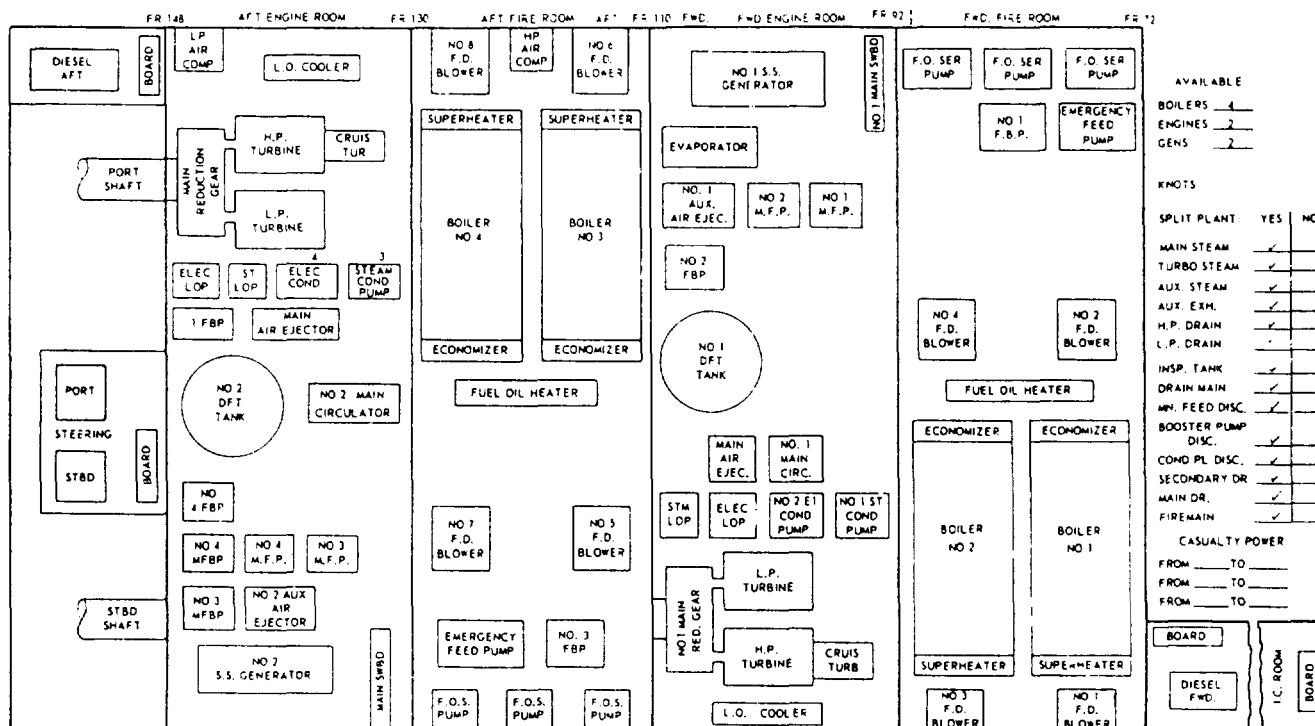 FR 148
AFT ENGINE ROOM
FR 130
AFT FIRE ROOM
AFT
FR 110
FWD.
FWD ENGINE ROOM
FR 92
FWD. FIRE ROOM
FR 72
DIESEL
AFT
BOARD
LP
AIR
COMP
L.O. COOLER
MAIN
REDUCTION
GEAR
H.P.
TURBINE
CRUIS
TUR
PORT
SHAFT
L.P.
TURBINE
ELEC
LOP
ST
LOP
4
ELEC
COND
3
STEAM
COND
PUMP
1 FBP
MAIN
AIR EJECTOR
PORT
STEERING
STBD
BOARD
NO 2
DFT
TANK
NO 2 MAIN
CIRCULATOR
NO
4 FBP
NO 4
MFBP
NO 4
M.F.P.
NO 3
M.F.P.
NO 3
MFBP
NO 2 AUX
AIR
EJECTOR
STBD
SHAFT
NO 2
S.S. GENERATOR
MAIN SWBD
NO 8
F.D.
BLOWER
HP
AIR
COMP
NO 6
F.D.
BLOWER
SUPERHEATER
SUPERHEATER
BOILER
NO 4
BOILER
NO 3
ECONOMIZER
ECONOMIZER
FUEL OIL HEATER
NO 7
F.D.
BLOWER
NO 5
F.D.
BLOWER
EMERGENCY
FEED PUMP
NO. 3
FBP
F.O.S.
PUMP
F.O.S.
PUMP
F.O.S.
PUMP
NO 1 S.S.
GENERATOR
NO 1 MAIN SWBD
EVAPORATOR
NO. 1
AUX.
AIR EJEC.
NO 2
M.F.P.
NO 1
M.F.P.
NO 2
FBP
NO 1
DFT
TANK
MAIN
AIR
EJEC.
NO. 1
MAIN
CIRC.
STM
LOP
ELEC
LOP
NO 2 E1
COND
PUMP
NO 1 ST
COND
PUMP
NO 1 MAIN
RED. GEAR
L.P.
TURBINE
H.P.
TURBINE
CRUIS
TURB
L.O. COOLER
F.O. SER
PUMP
F.O. SER
PUMP
F.O. SER
PUMP
NO 1
F.B.P.
EMERGENCY
FEED
PUMP
NO 4
F.D.
BLOWER
NO 2
F.D.
BLOWER
FUEL OIL HEATER
ECONOMIZER
ECONOMIZER
BOILER
NO 2
BOILER
NO 1
SUPERHEATER
SUPERHEATER
NO 3
F.D.
BLOWER
NO 1
F.D.
BLOWER
AVAILABLE
BOILERS 4
ENGINES 2
GENS 2
KNOTS
SPLIT PLANT: YES NO
MAIN STEAM ✓
TURBO STEAM ✓
AUX. STEAM ✓
AUX. EXH. ✓
H.P. DRAIN ✓
L.P. DRAIN ✓
INSP. TANK ✓
DRAIN MAIN ✓
MN. FEED DISC. ✓
BOOSTER PUMP
DISC. ✓
COND PL DISC. ✓
SECONDARY DR ✓
MAIN DR. ✓
FIREMAIN ✓
CASUALTY POWER
FROM TO
FROM TO
FROM TO
BOARD
DIESEL
FWD.
I.C. ROOM
BOARD